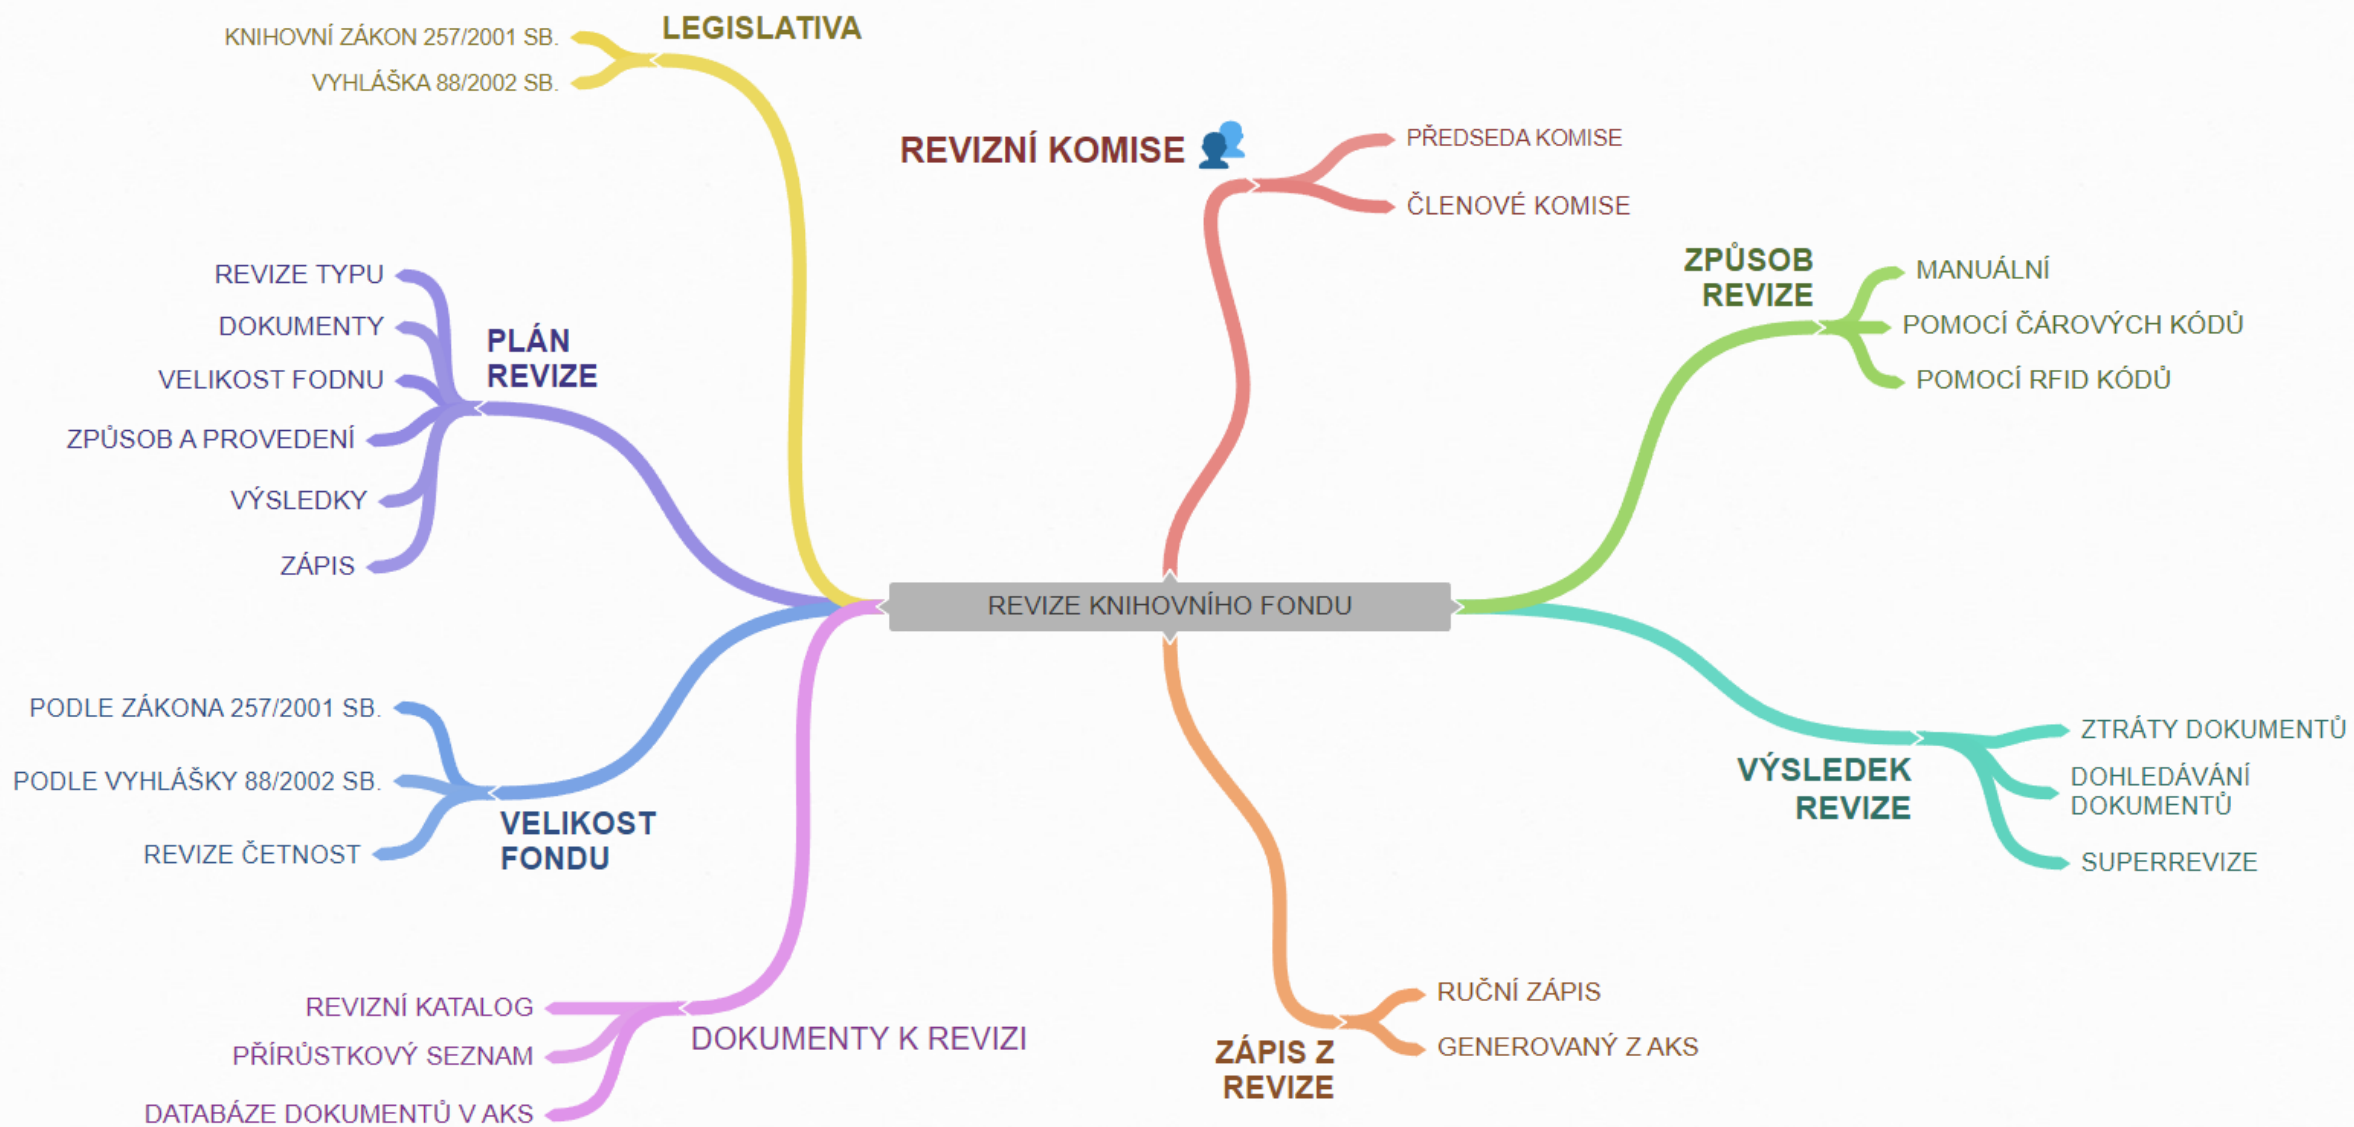 LEGISLATIVA
KNIHOVNÍ ZÁKON 257/2001 SB.
VYHLÁŠKA 88/2002 SB.
REVIZNÍ KOMISE
PŘEDSEDA KOMISE
ČLENOVÉ KOMISE
ZPŮSOB
REVIZE
MANUÁLNÍ
POMOCÍ ČÁROVÝCH KÓDŮ
POMOCÍ RFID KÓDŮ
PLÁN
REVIZE
REVIZE TYPU
DOKUMENTY
VELIKOST FODNU
ZPŮSOB A PROVEDENÍ
VÝSLEDKY
ZÁPIS
REVIZE KNIHOVNÍHO FONDU
VELIKOST
FONDU
PODLE ZÁKONA 257/2001 SB.
PODLE VYHLÁŠKY 88/2002 SB.
REVIZE ČETNOST
VÝSLEDEK
REVIZE
ZTRÁTY DOKUMENTŮ
DOHLEDÁVÁNÍ
DOKUMENTŮ
SUPERREVIZE
DOKUMENTY K REVIZI
REVIZNÍ KATALOG
PŘÍRŮSTKOVÝ SEZNAM
DATABÁZE DOKUMENTŮ V AKS
ZÁPIS Z
REVIZE
RUČNÍ ZÁPIS
GENEROVANÝ Z AKS